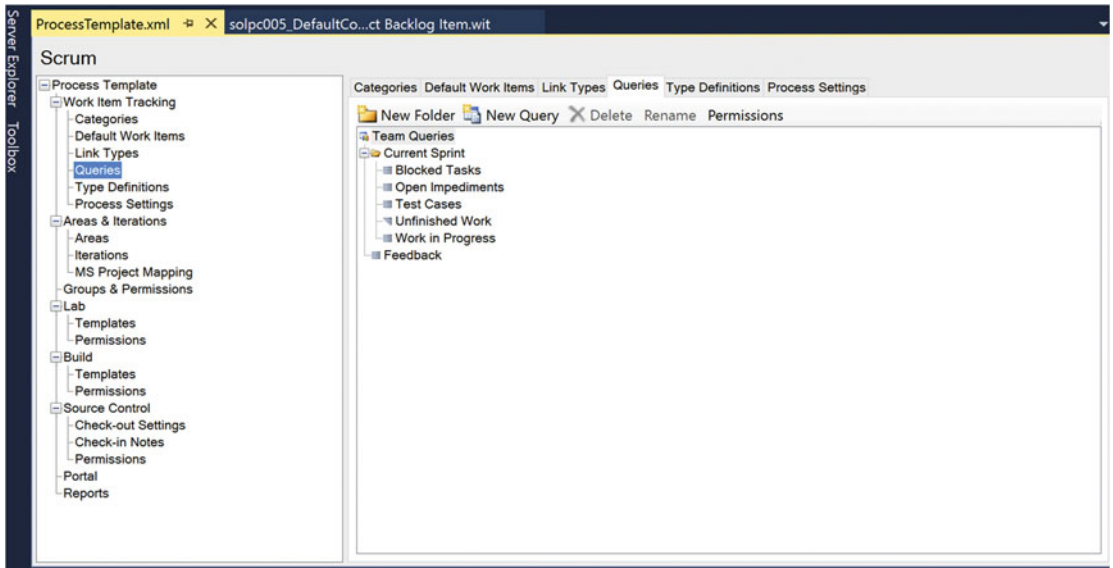 Server Explorer
Toolbox
ProcessTemplate.xml
solpc005_DefaultCo...ct Backlog Item.wit
Scrum
Process Template
Work Item Tracking
Categories
Default Work Items
Link Types
Queries
Type Definitions
Process Settings
Areas & Iterations
Areas
Iterations
MS Project Mapping
Groups & Permissions
Lab
Templates
Permissions
Build
Templates
Permissions
Source Control
Check-out Settings
Check-in Notes
Permissions
Portal
Reports
Categories Default Work Items Link Types Queries Type Definitions Process Settings
New Folder New Query Delete Rename Permissions
Team Queries
Current Sprint
Blocked Tasks
Open Impediments
Test Cases
Unfinished Work
Work in Progress
Feedback